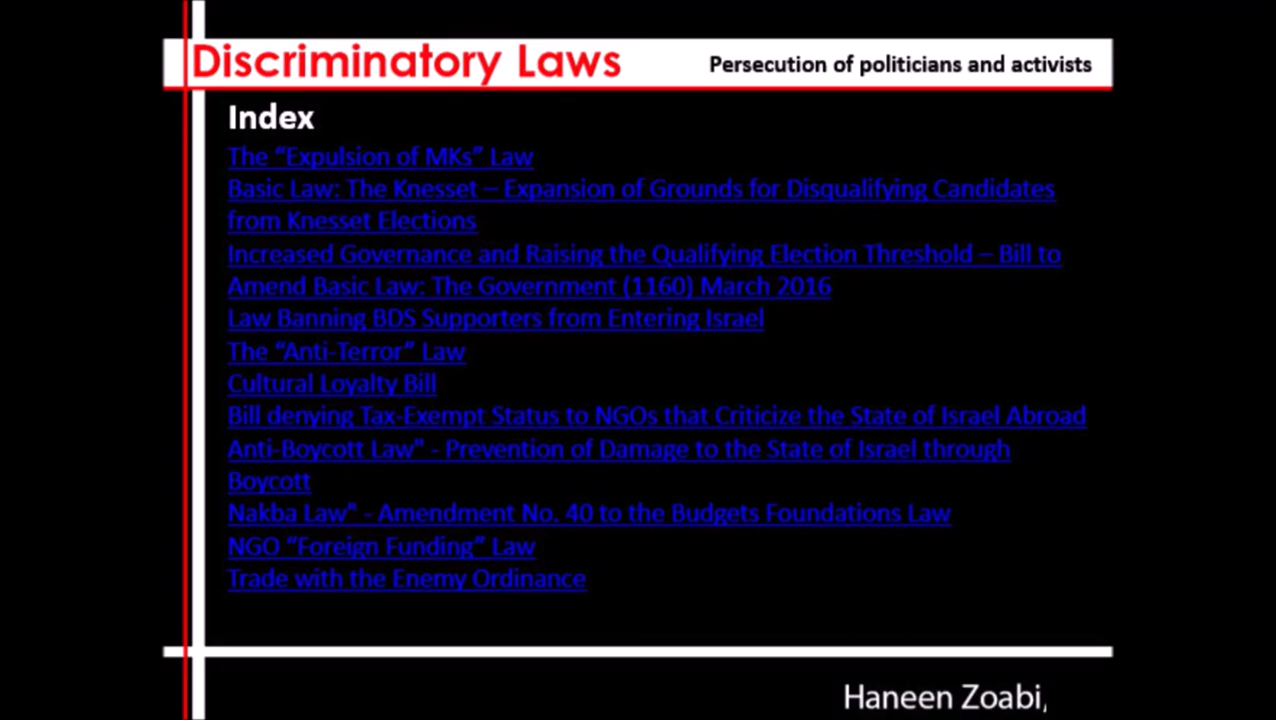 Discriminatory Laws
Persecution of politicians and activists
Index
The “Expulsion of MKs” Law
Basic Law: The Knesset – Expansion of Grounds for Disqualifying Candidates
from Knesset Elections
Increased Governance and Raising the Qualifying Election Threshold – Bill to
Amend Basic Law: The Government (1160) March 2016
Law Banning BDS Supporters from Entering Israel
The “Anti-Terror” Law
Cultural Loyalty Bill
Bill denying Tax-Exempt Status to NGOs that Criticize the State of Israel Abroad
Anti-Boycott Law" - Prevention of Damage to the State of Israel through
Boycott
Nakba Law" - Amendment No. 40 to the Budgets Foundations Law
NGO “Foreign Funding” Law
Trade with the Enemy Ordinance
Haneen Zoabi,